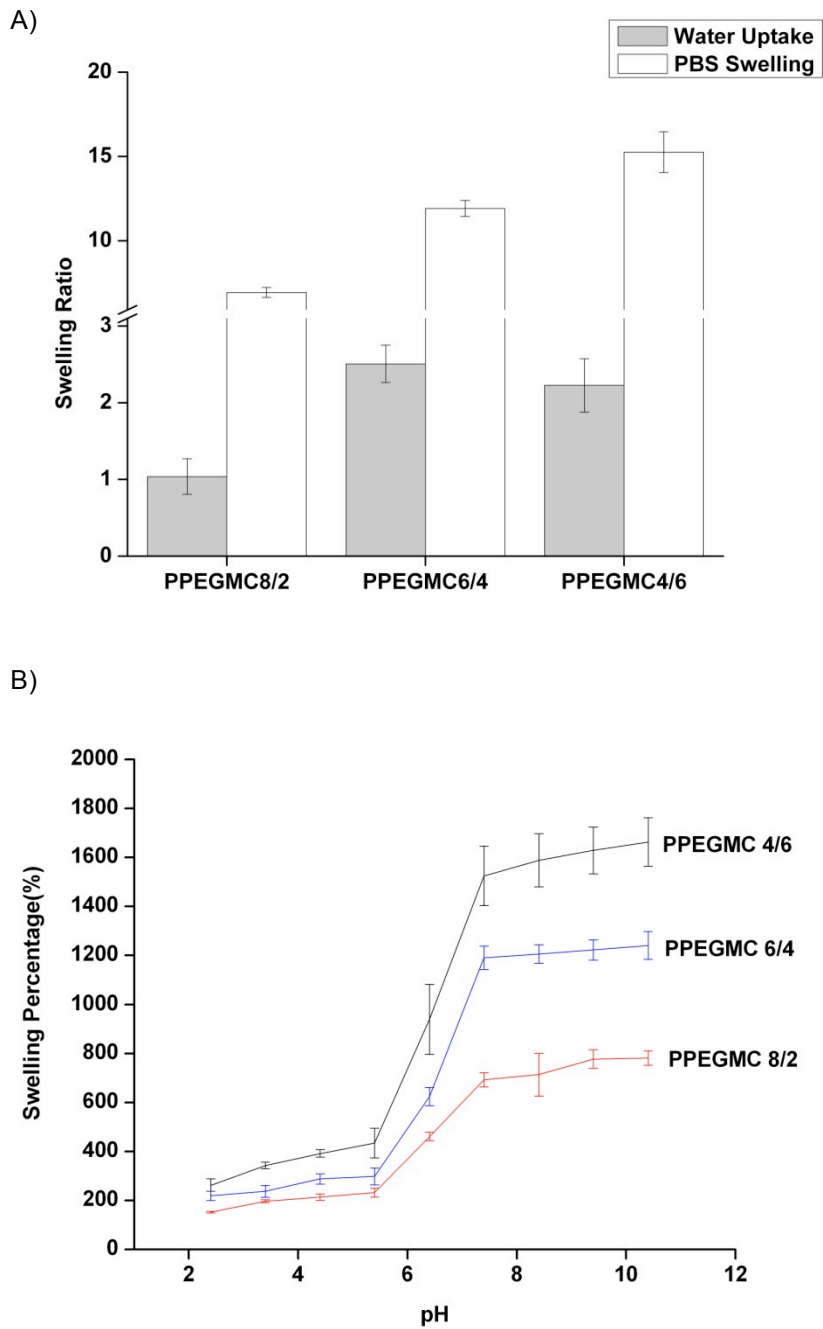 A)
Water Uptake
PBS Swelling
20
15
10
3
2
1
0
Swelling Ratio
PPEGMC8/2 PPEGMC6/4 PPEGMC4/6
B)
2000
1800
1600
1400
1200
1000
800
600
400
200
0
Swelling Percentage(%)
PPEGMC 4/6
PPEGMC 6/4
PPEGMC 8/2
2 4 6 8 10 12
pH